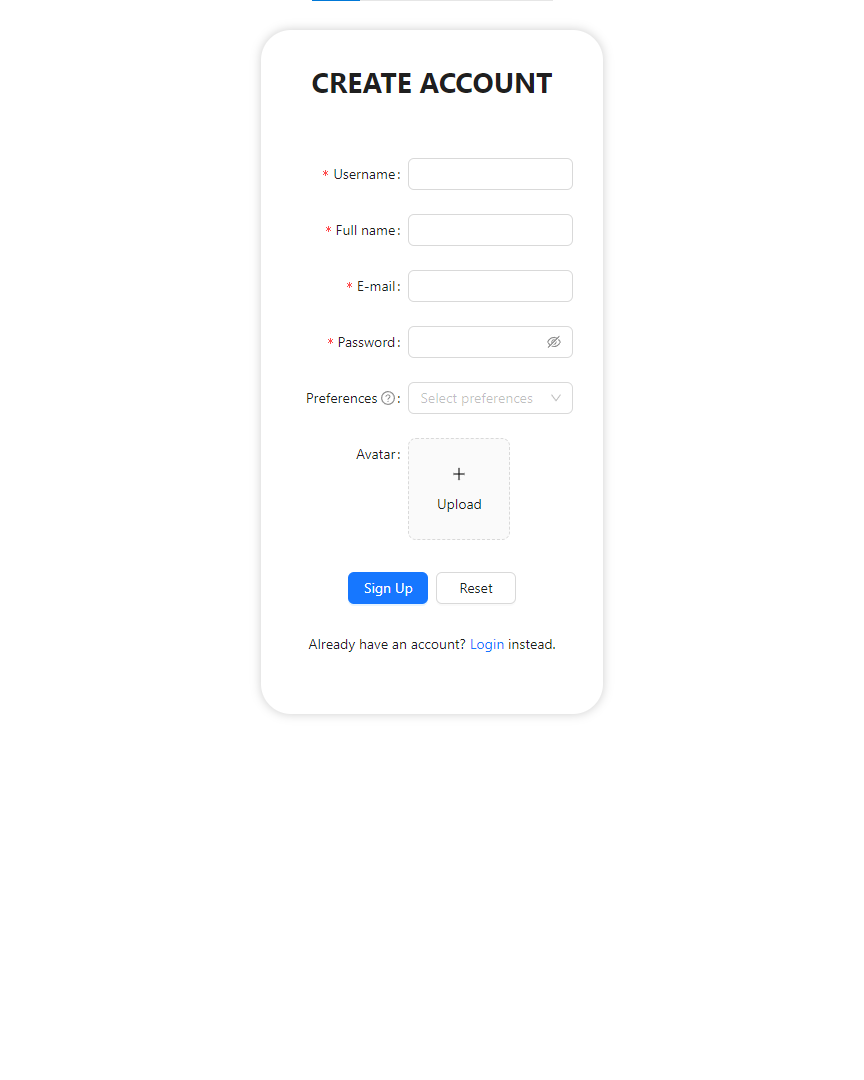 CREATE ACCOUNT
* Username:
* Full name:
* E-mail:
* Password:
Preferences ? : Select preferences
Avatar:
+
Upload
Sign Up Reset
Already have an account? Login instead.